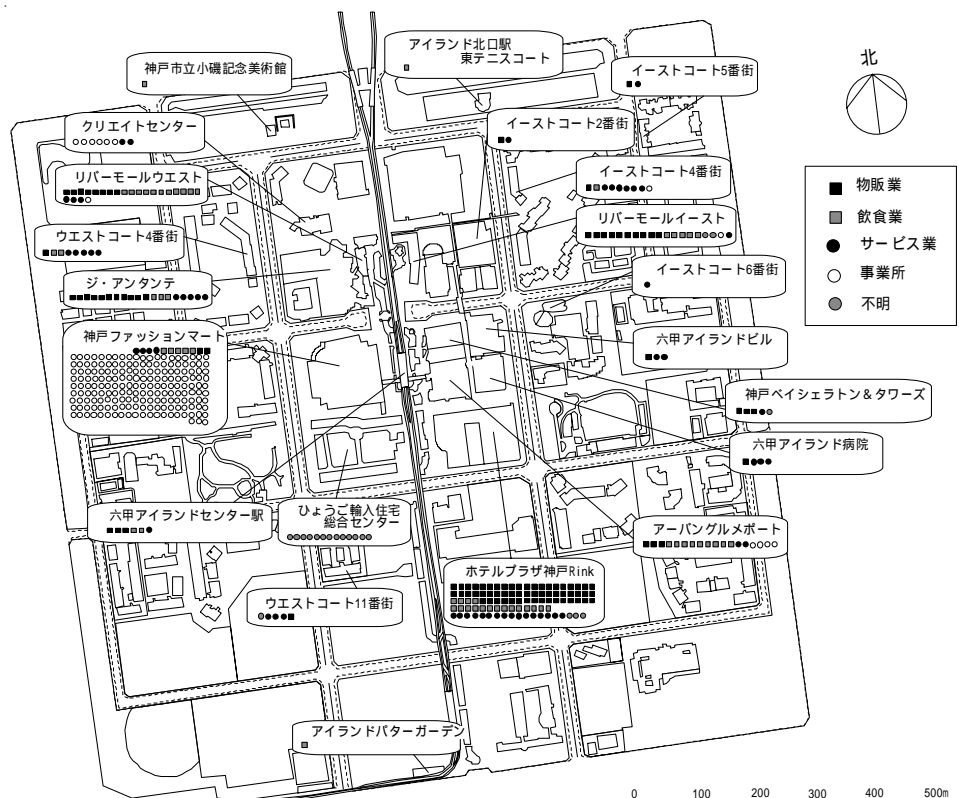 アイランド北口駅
東テニスコート
北
神戸市立小磯記念美術館
イーストコート5番街
クリエイトセンター
イーストコート2番街
リバーモールウエスト
イーストコート4番街
物販業
飲食業
サービス業
事業所
不明
ウエストコート4番街
リバーモールイースト
ジ・アンタンテ
イーストコート6番街
神戸ファッションマート
六甲アイランドビル
神戸ベイシェラトン&タワーズ
六甲アイランド病院
六甲アイランドセンター駅
ひょうご輸入住宅
総合センター
アーバングルメポート
ホテルプラザ神戸Rink
ウエストコート11番街
アイランドパターガーデン
0 100 200 300 400 500m